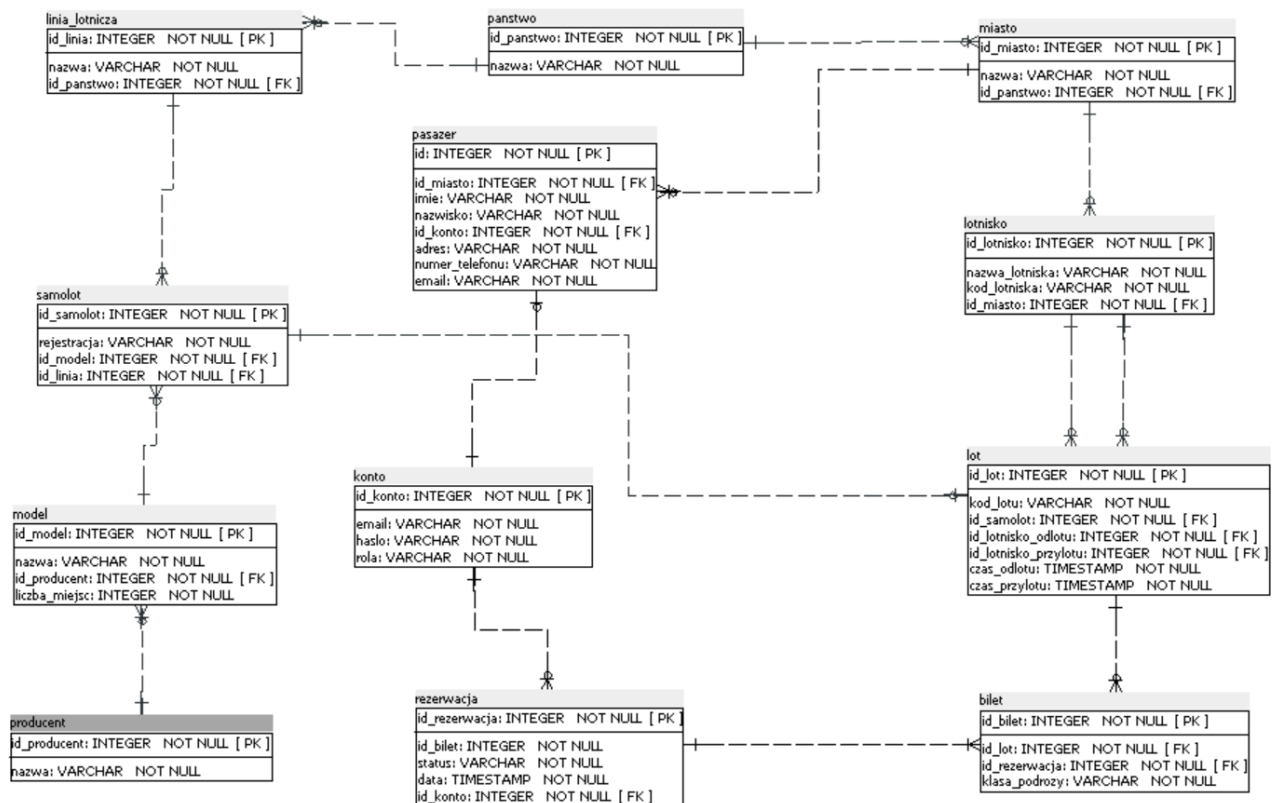 linia_lotnicza
id_linia: INTEGER NOT NULL [ PK ]
nazwa: VARCHAR NOT NULL
id_panstwo: INTEGER NOT NULL [ FK ]
panstwo
id_panstwo: INTEGER NOT NULL [ PK ]
nazwa: VARCHAR NOT NULL
miasto
id_miasto: INTEGER NOT NULL [ PK ]
nazwa: VARCHAR NOT NULL
id_panstwo: INTEGER NOT NULL [ FK ]
pasazer
id: INTEGER NOT NULL [ PK ]
id_miasto: INTEGER NOT NULL [ FK ]
imie: VARCHAR NOT NULL
nazwisko: VARCHAR NOT NULL
id_konto: INTEGER NOT NULL [ FK ]
adres: VARCHAR NOT NULL
numer_telefonu: VARCHAR NOT NULL
email: VARCHAR NOT NULL
lotnisko
id_lotnisko: INTEGER NOT NULL [ PK ]
nazwa_lotniska: VARCHAR NOT NULL
kod_lotniska: VARCHAR NOT NULL
id_miasto: INTEGER NOT NULL [ FK ]
samolot
id_samolot: INTEGER NOT NULL [ PK ]
rejestracja: VARCHAR NOT NULL
id_model: INTEGER NOT NULL [ FK ]
id_linia: INTEGER NOT NULL [ FK ]
konto
id_konto: INTEGER NOT NULL [ PK ]
email: VARCHAR NOT NULL
haslo: VARCHAR NOT NULL
rola: VARCHAR NOT NULL
lot
id_lot: INTEGER NOT NULL [ PK ]
kod_lotu: VARCHAR NOT NULL
id_samolot: INTEGER NOT NULL [ FK ]
id_lotnisko_odlotu: INTEGER NOT NULL [ FK ]
id_lotnisko_przylotu: INTEGER NOT NULL [ FK ]
czas_odlotu: TIMESTAMP NOT NULL
czas_przylotu: TIMESTAMP NOT NULL
model
id_model: INTEGER NOT NULL [ PK ]
nazwa: VARCHAR NOT NULL
id_producent: INTEGER NOT NULL [ FK ]
liczba_miejsc: INTEGER NOT NULL
producent
id_producent: INTEGER NOT NULL [ PK ]
nazwa: VARCHAR NOT NULL
rezerwacja
id_rezerwacja: INTEGER NOT NULL [ PK ]
id_bilet: INTEGER NOT NULL
status: VARCHAR NOT NULL
data: TIMESTAMP NOT NULL
id_konto: INTEGER NOT NULL [ FK ]
bilet
id_bilet: INTEGER NOT NULL [ PK ]
id_lot: INTEGER NOT NULL [ FK ]
id_rezerwacja: INTEGER NOT NULL [ FK ]
klasa_podrozy: VARCHAR NOT NULL